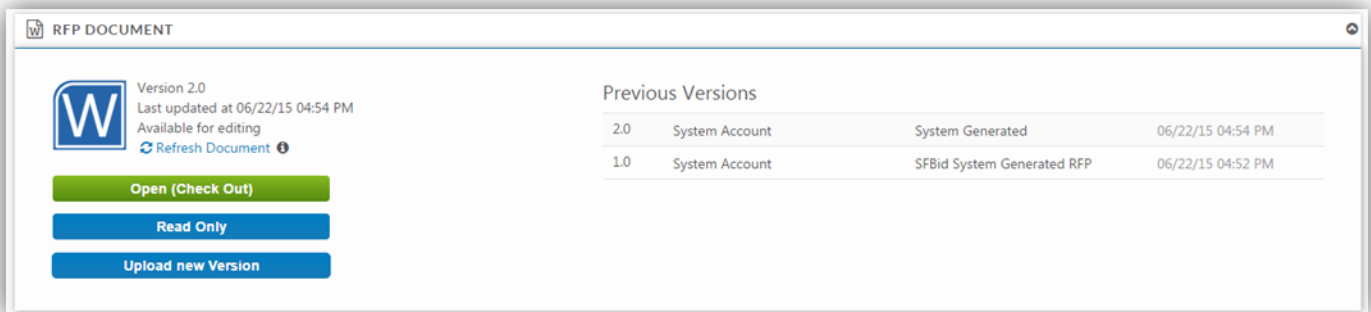 RFP DOCUMENT
W
Version 2.0
Last updated at 06/22/15 04:54 PM
Available for editing
Refresh Document
Open (Check Out)
Read Only
Upload new Version
Previous Versions
2.0 System Account System Generated 06/22/15 04:54 PM
1.0 System Account SFBid System Generated RFP 06/22/15 04:52 PM